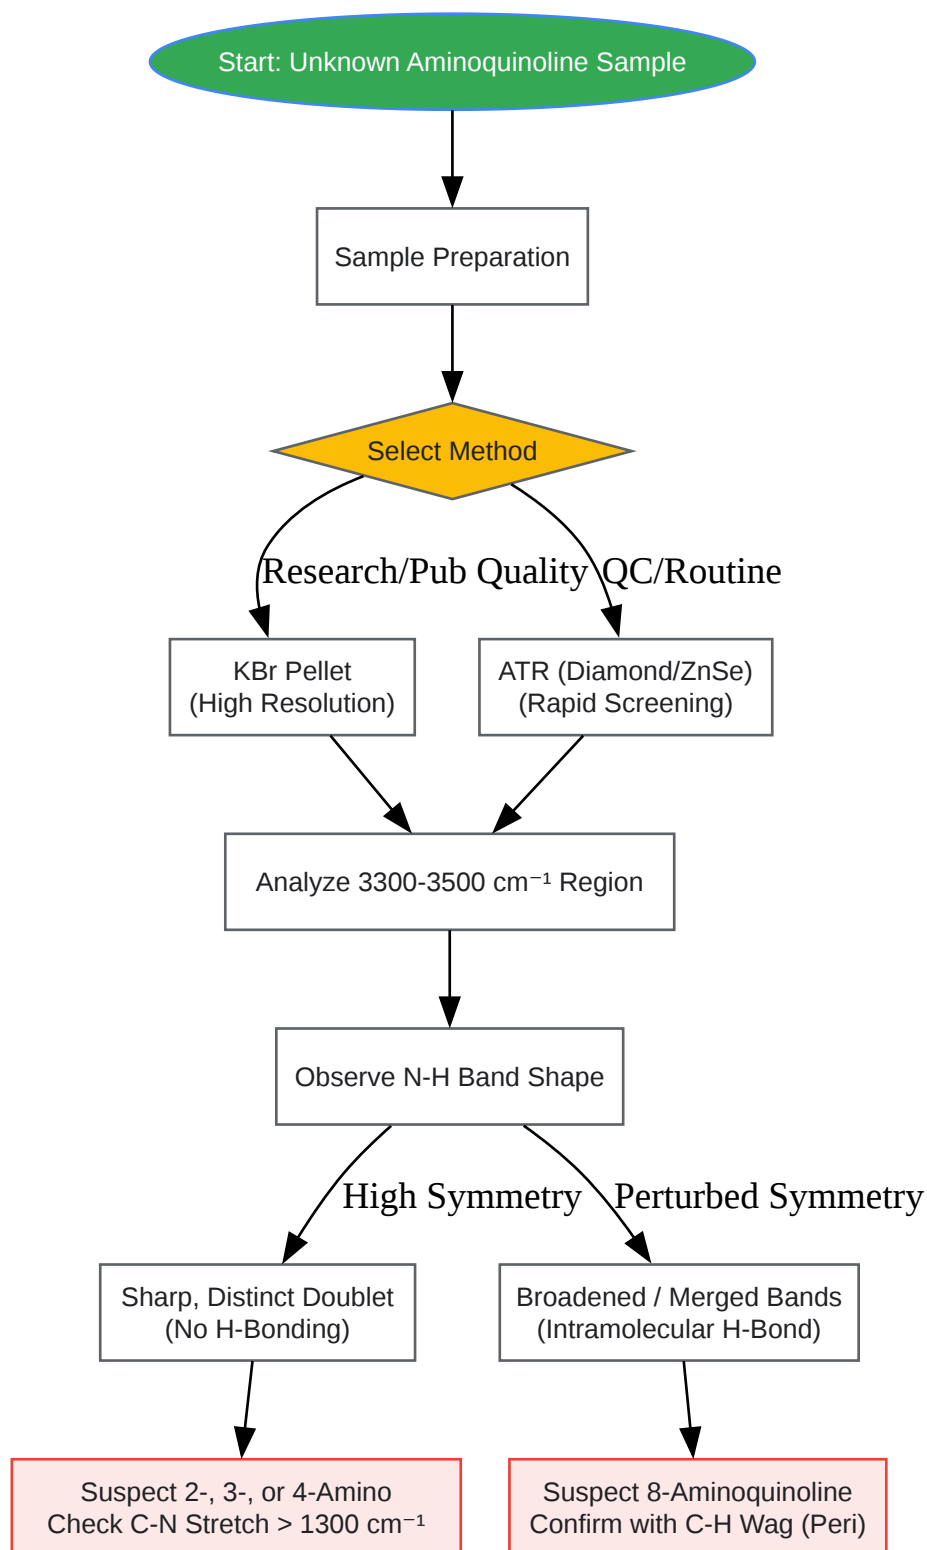 Start: Unknown Aminoquinoline Sample
Sample Preparation
Select Method
Research/Pub Quality
QC/Routine
KBr Pellet
(High Resolution)
ATR (Diamond/ZnSe)
(Rapid Screening)
Analyze 3300-3500 cm⁻¹ Region
Observe N-H Band Shape
High Symmetry
Perturbed Symmetry
Sharp, Distinct Doublet
(No H-Bonding)
Broadened / Merged Bands
(Intramolecular H-Bond)
Suspect 2-, 3-, or 4-Amino
Check C-N Stretch > 1300 cm⁻¹
Suspect 8-Aminoquinoline
Confirm with C-H Wag (Peri)